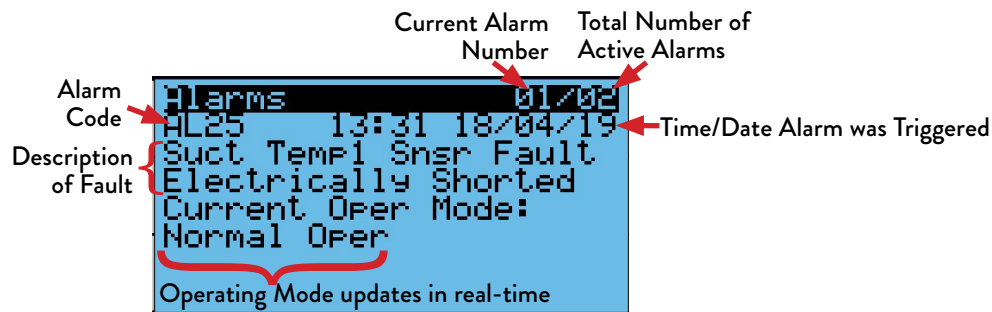 Current Alarm
Number
Total Number of
Active Alarms
Alarm
Code
Alarms 01/02
AL25 13:31 18/04/19
Time/Date Alarm was Triggered
Description
of Fault
Suct Temp1 Snsr Fault
Electrically Shorted
Current Oper Mode:
Normal Oper
Operating Mode updates in real-time